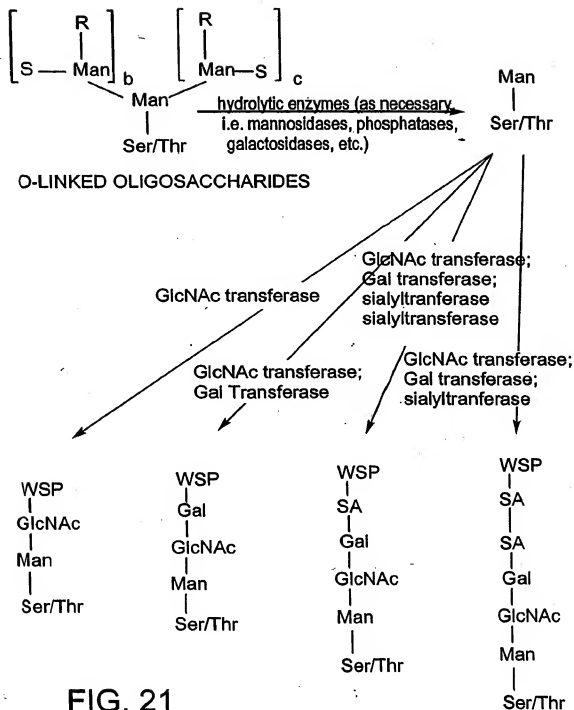 R R
S Man b Man S c
Man
Ser/Thr
hydrolytic enzymes (as necessary,
i.e. mannosidases, phosphatases,
galactosidases, etc.)
Man
Ser/Thr
O-LINKED OLIGOSACCHARIDES
GlcNAc transferase
GlcNAc transferase;
Gal Transferase
GlcNAc transferase;
Gal transferase;
sialyltranferase
sialyltransferase
GlcNAc transferase;
Gal transferase;
sialyltranferase
WSP
GlcNAc
Man
Ser/Thr
WSP
Gal
GlcNAc
Man
Ser/Thr
WSP
SA
Gal
GlcNAc
Man
Ser/Thr
WSP
SA
SA
Gal
GlcNAc
Man
Ser/Thr
FIG. 21